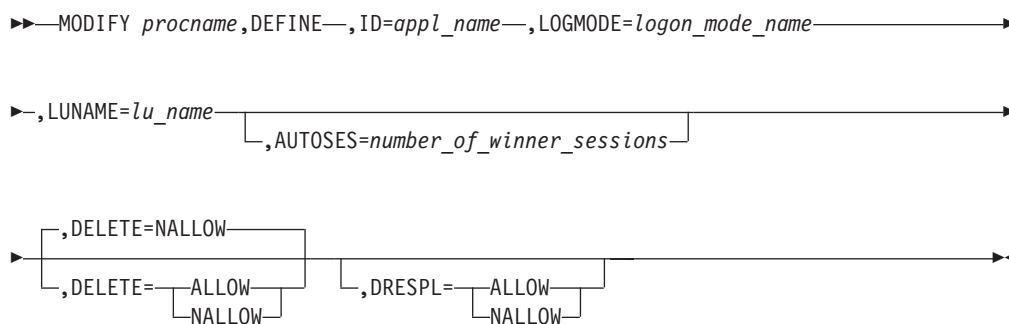 MODIFY procname,DEFINE ,ID=appl_name ,LOGMODE=logon_mode_name
,LUNAME=lu_name
,AUTOSES=number_of_winner_sessions
,DELETE=NALLOW
,DELETE= ALLOW ,DRESPL= ALLOW
NALLOW NALLOW